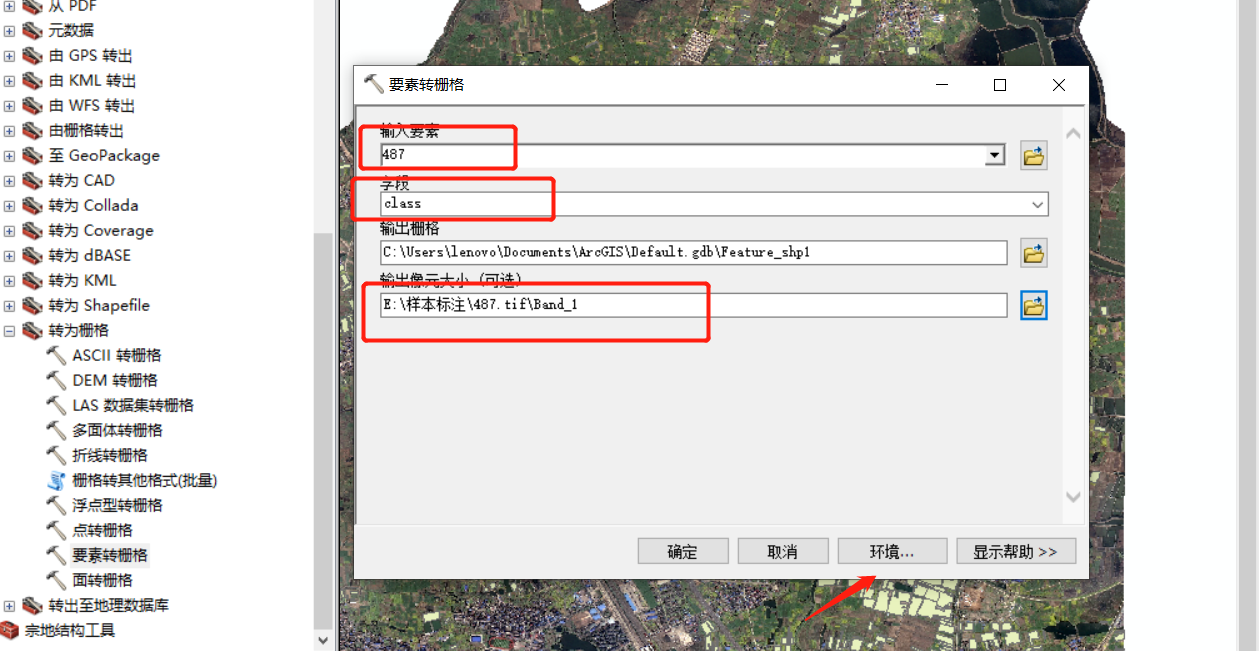 从 PDF
元数据
由 GPS 转出
由 KML 转出
由 WFS 转出
由栅格转出
至 GeoPackage
转为 CAD
转为 Collada
转为 Coverage
转为 dBASE
转为 KML
转为 Shapefile
转为栅格
ASCII 转栅格
DEM 转栅格
LAS 数据集转栅格
多面体转栅格
折线转栅格
栅格转其他格式(批量)
浮点型转栅格
点转栅格
要素转栅格
面转栅格
转出至地理数据库
宗地结构工具
要素转栅格
输入要素
487
字段
class
输出栅格
C:\Users\lenovo\Documents\ArcGIS\Default.gdb\Feature_shp1
输出像元大小 (可选)
E:\样本标注\487.tif\Band_1
确定
取消
环境...
显示帮助 >>